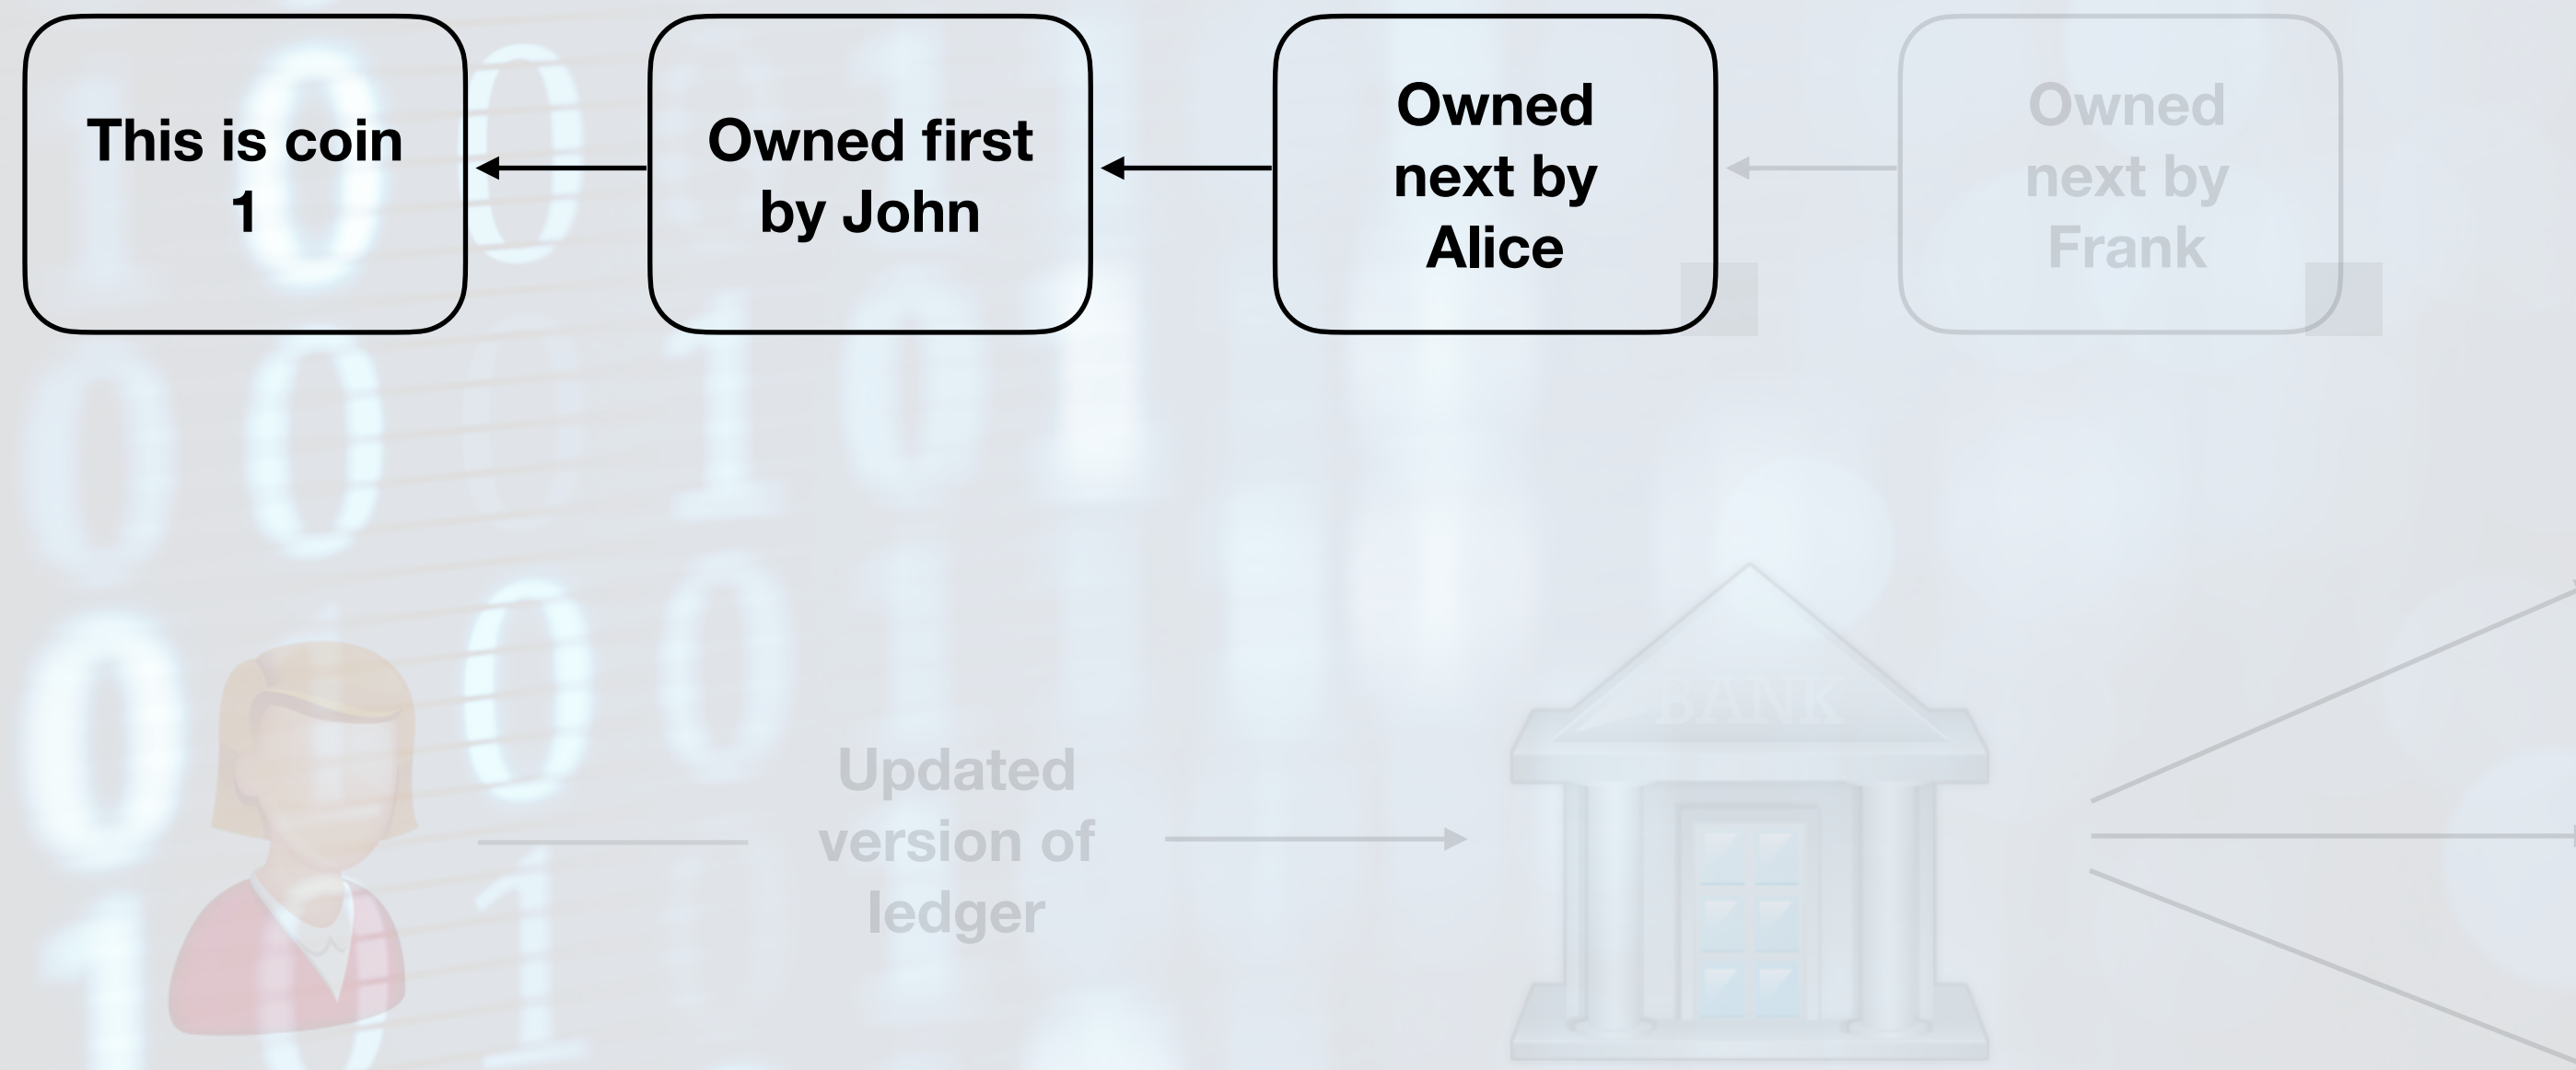 This is coin
1
Owned first
by John
Owned
next by
Alice
Owned
next by
Frank
BANK
Updated
version of
ledger